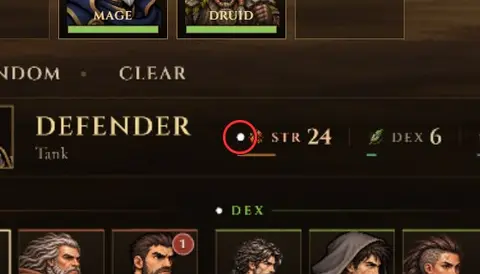 MAGE
DRUID
NDOM • CLEAR
DEFENDER
Tank
STR 24
DEX 6
DEX
1